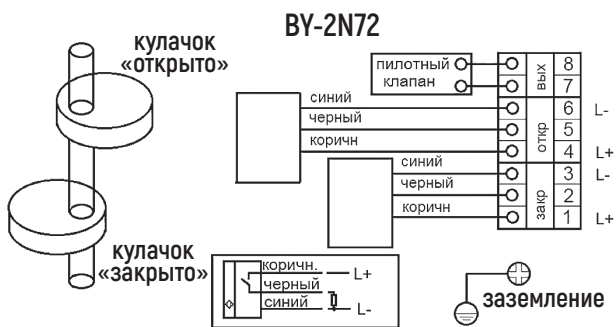 BY-2N72
кулачок
«открыто»
кулачок
«закрыто»
пилотный
клапан
синий
черный
коричн
синий
черный
коричн
вых
откр
закр
8
7
6 L-
5
4 L+
3 L-
2
1 L+
коричн. L+
черный
синий L-
заземление